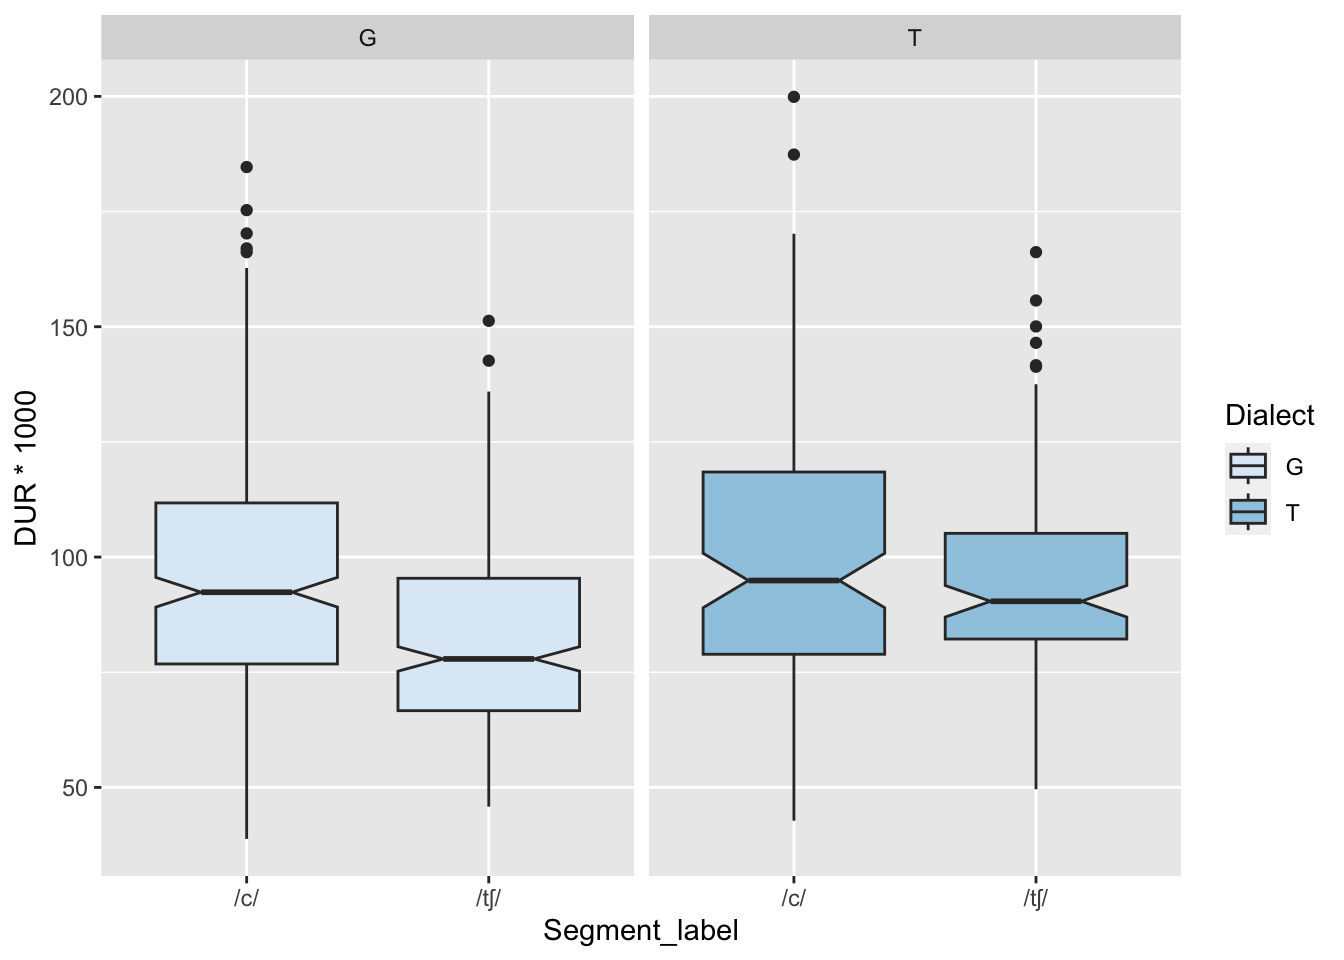 G
T
200
150
100
50
DUR * 1000
/c/
/tʃ/
/c/
/tʃ/
Segment_label
Dialect
G
T